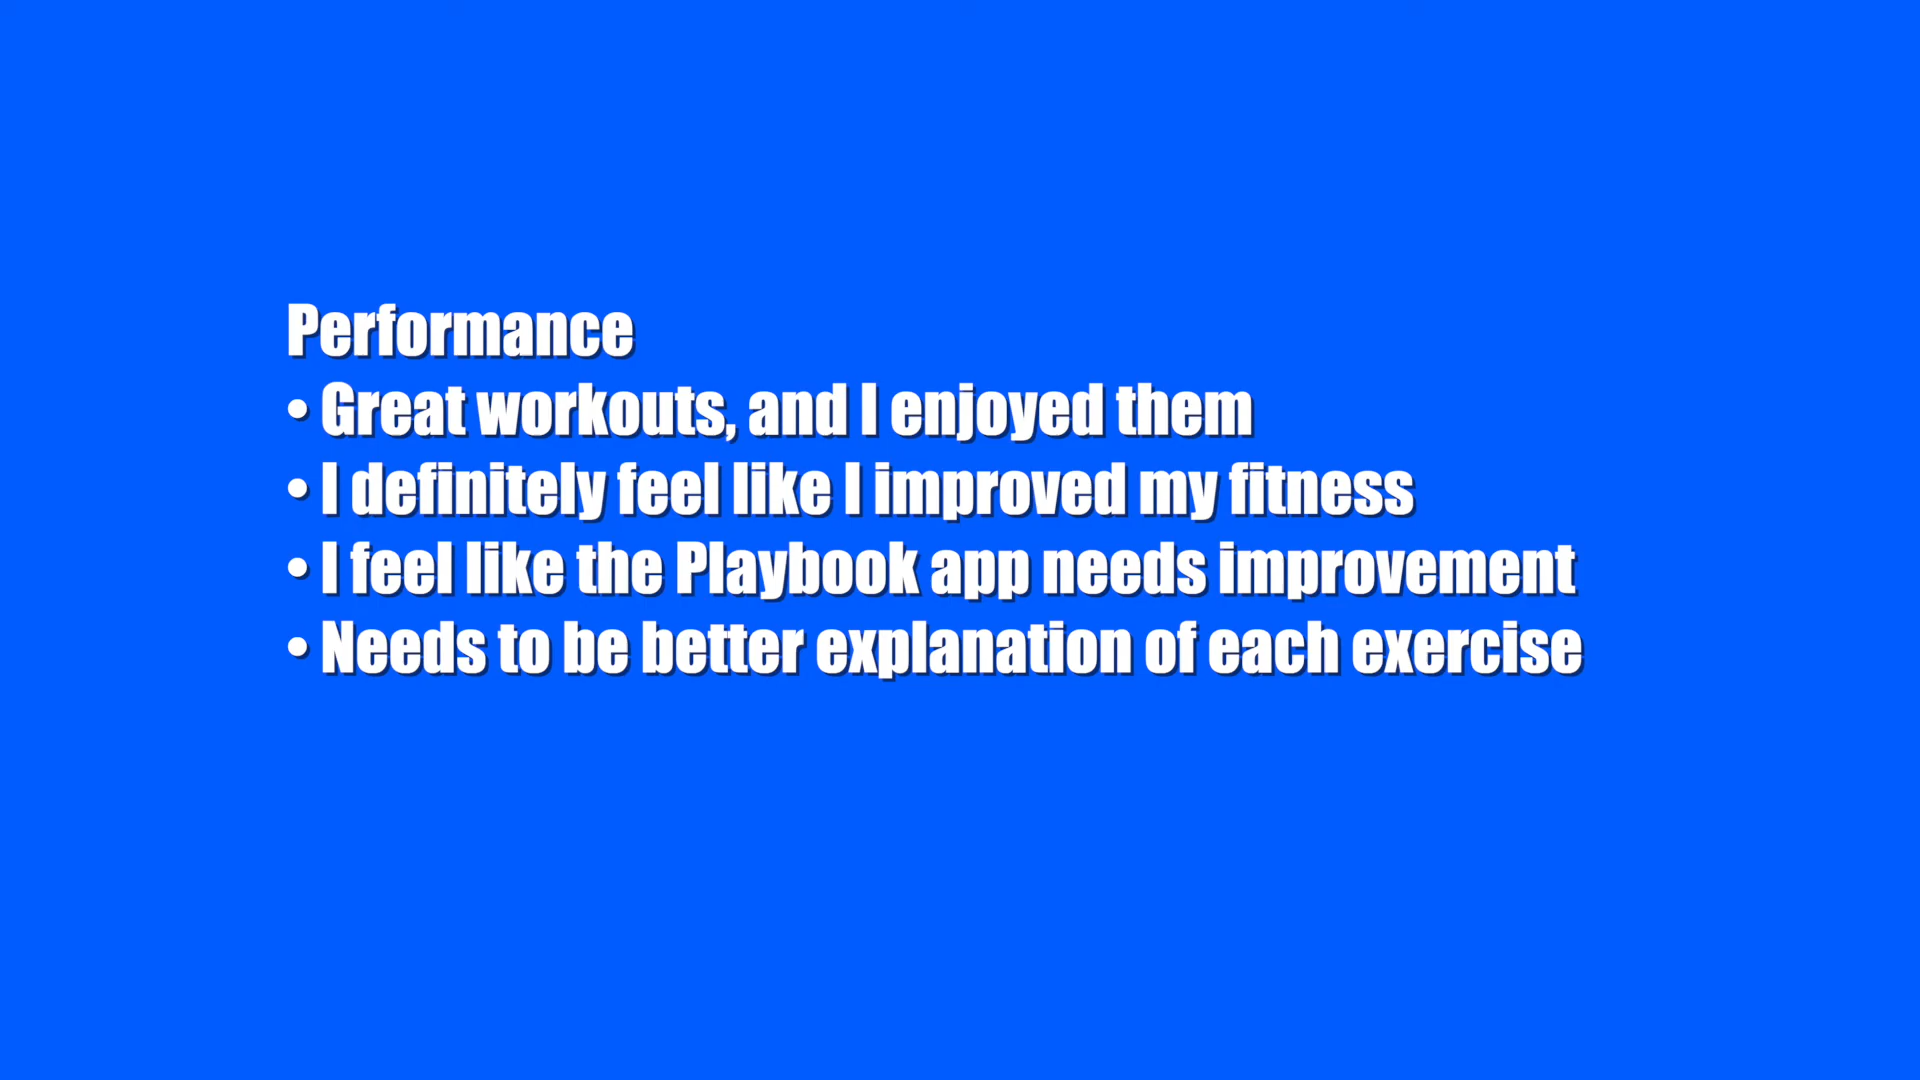 Performance
• Great workouts, and I enjoyed them
• I definitely feel like I improved my fitness
• I feel like the Playbook app needs improvement
• Needs to be better explanation of each exercise